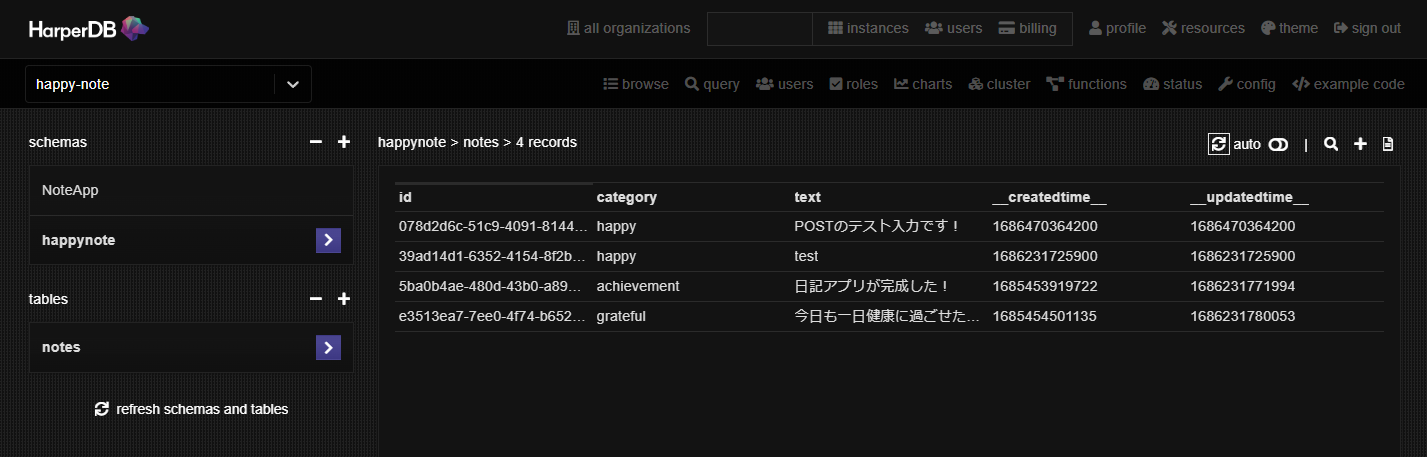 HarperDB all organizations instances users billing profile resources theme sign out
happy-note browse query users roles charts cluster functions status config example code
schemas
NoteApp
happynote
tables
notes
refresh schemas and tables
happynote > notes > 4 records auto |
id category text __createdtime__ __updatedtime__
078d2d6c-51c9-4091-8144... happy POSTのテスト入力です！ 1686470364200 1686470364200
39ad14d1-6352-4154-8f2b... happy test 1686231725900 1686231725900
5ba0b4ae-480d-43b0-a89... achievement 日記アプリが完成した！ 1685453919722 1686231771994
e3513ea7-7ee0-4f74-b652... grateful 今日も一日健康に過ごせた... 1685454501135 1686231780053